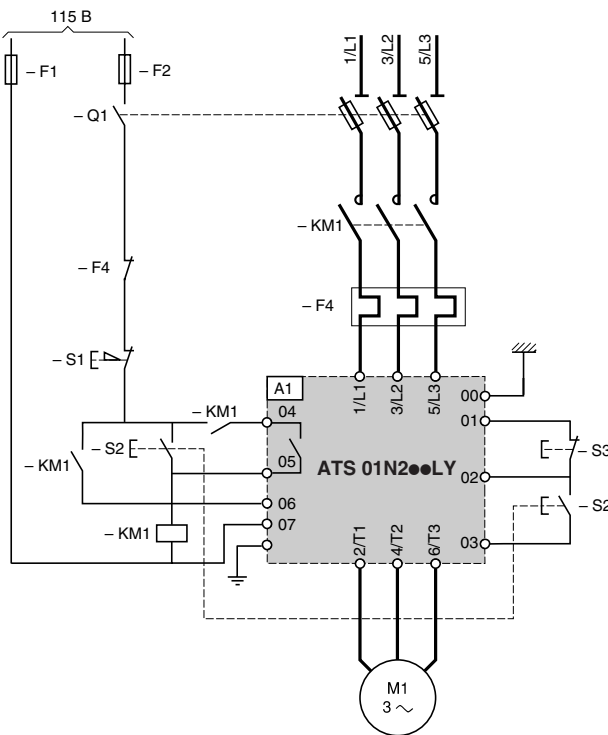 115 В
– F1
– F2
1/L1
3/L2
5/L3
– Q1
– KM1
– F4
– F4
– S1
A1
1/L1
3/L2
5/L3
00
– KM1
04
01
– S2
– KM1
05
ATS 01N2●●LY
02
– S3
06
– S2
07
– KM1
2/T1
4/T2
6/T3
03
M1
3 ~